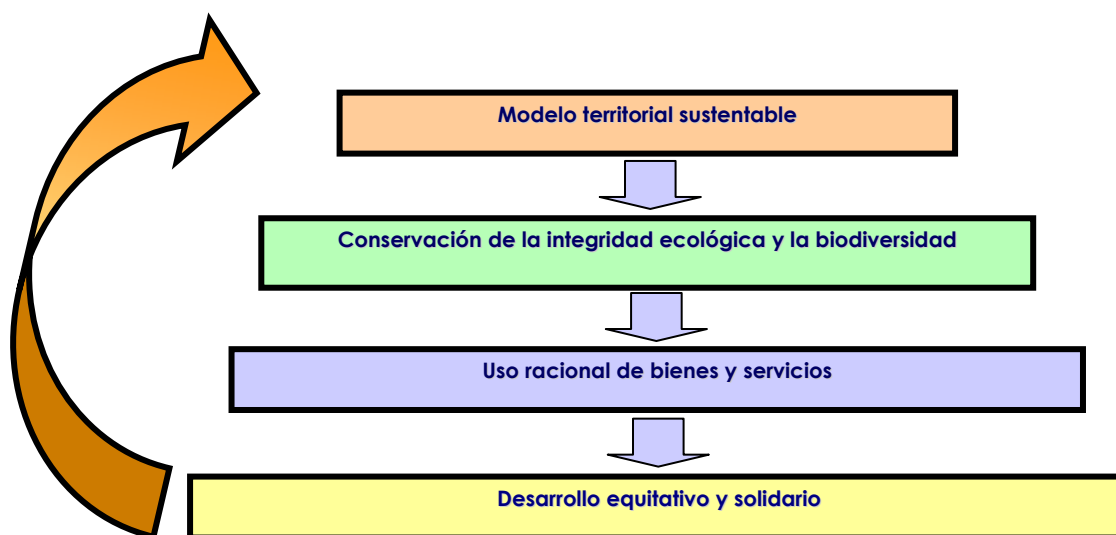 Modelo territorial sustentable
Conservación de la integridad ecológica y la biodiversidad
Uso racional de bienes y servicios
Desarrollo equitativo y solidario